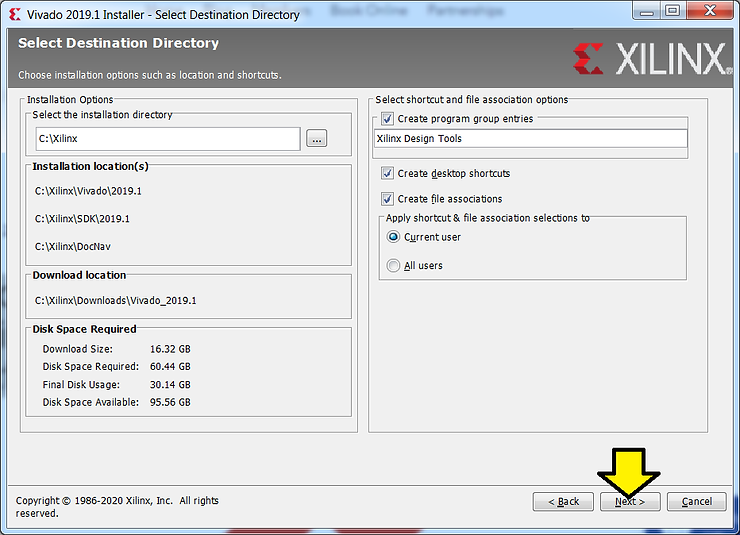 Vivado 2019.1 Installer - Select Destination Directory
Book Online Partnerships
Select Destination Directory
Choose installation options such as location and shortcuts.
XILINX
Installation Options
Select the installation directory
C:\Xilinx
...
Installation location(s)
C:\Xilinx\Vivado\2019.1
C:\Xilinx\SDK\2019.1
C:\Xilinx\DocNav
Download location
C:\Xilinx\Downloads\Vivado_2019.1
Disk Space Required
Download Size: 16.32 GB
Disk Space Required: 60.44 GB
Final Disk Usage: 30.14 GB
Disk Space Available: 95.56 GB
Select shortcut and file association options
Create program group entries
Xilinx Design Tools
Create desktop shortcuts
Create file associations
Apply shortcut & file association selections to
Current user
All users
Copyright © 1986-2020 Xilinx, Inc. All rights
reserved.
< Back
Next >
Cancel